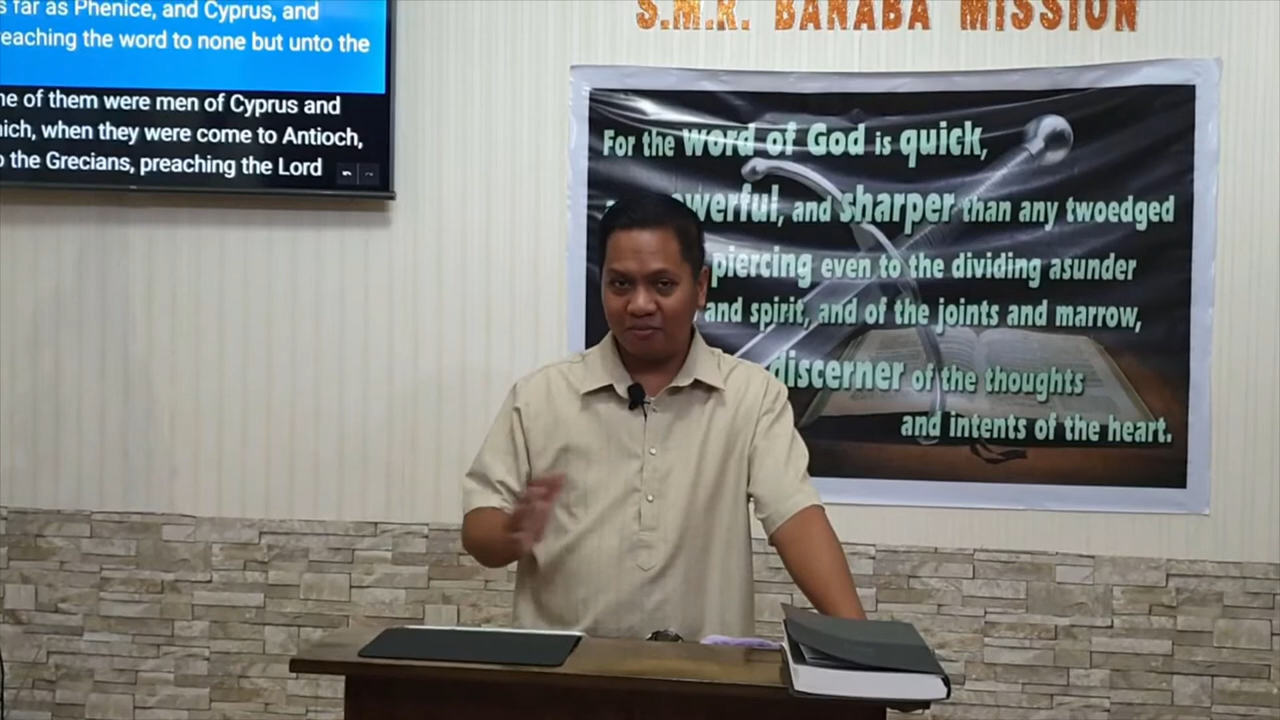 s far as Phenice, and Cyprus, and
reaching the word to none but unto the
ne of them were men of Cyprus and
hich, when they were come to Antioch,
o the Grecians, preaching the Lord
S.M.R. BANABA MISSION
For the word of God is quick,
owerful, and sharper than any twoedged
piercing even to the dividing asunder
and spirit, and of the joints and marrow,
discerner of the thoughts
and intents of the heart.